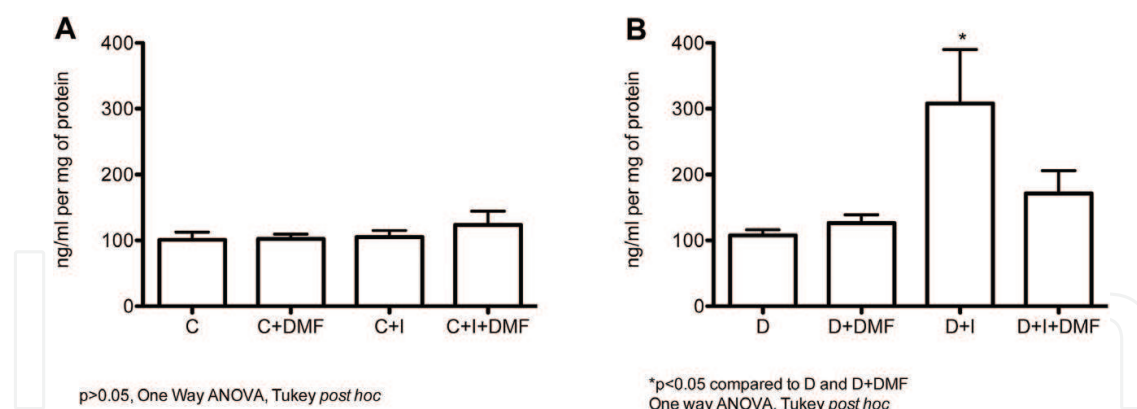 A
400
300
200
100
0
ng/ml per mg of protein
C
C+DMF
C+I
C+I+DMF
p>0.05, One Way ANOVA, Tukey post hoc
B
400
300
200
100
0
ng/ml per mg of protein
*
D
D+DMF
D+I
D+I+DMF
*p<0.05 compared to D and D+DMF
One way ANOVA, Tukey post hoc